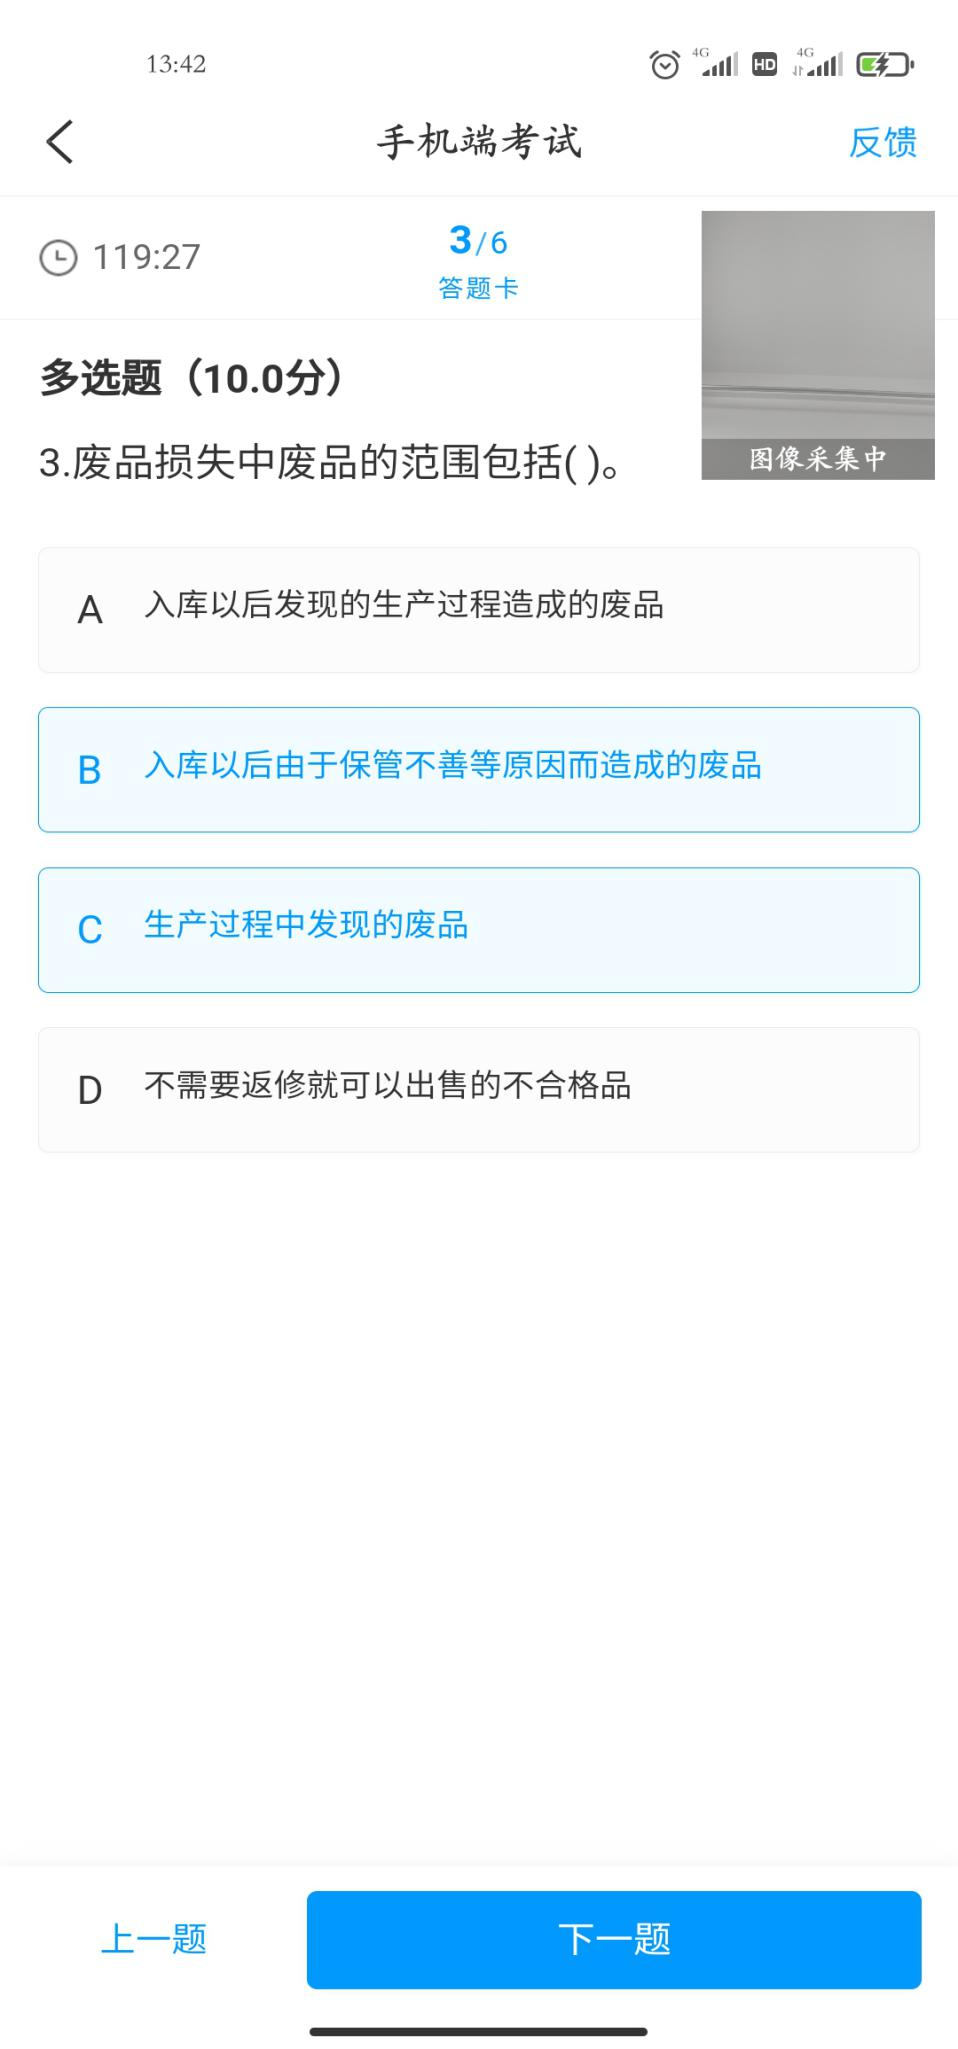 13:42
4G
HD
4G
手机端考试
反馈
119:27
3/6
答题卡
图像采集中
多选题（10.0分）
3.废品损失中废品的范围包括( )。
A 入库以后发现的生产过程造成的废品
B 入库以后由于保管不善等原因而造成的废品
C 生产过程中发现的废品
D 不需要返修就可以出售的不合格品
上一题
下一题